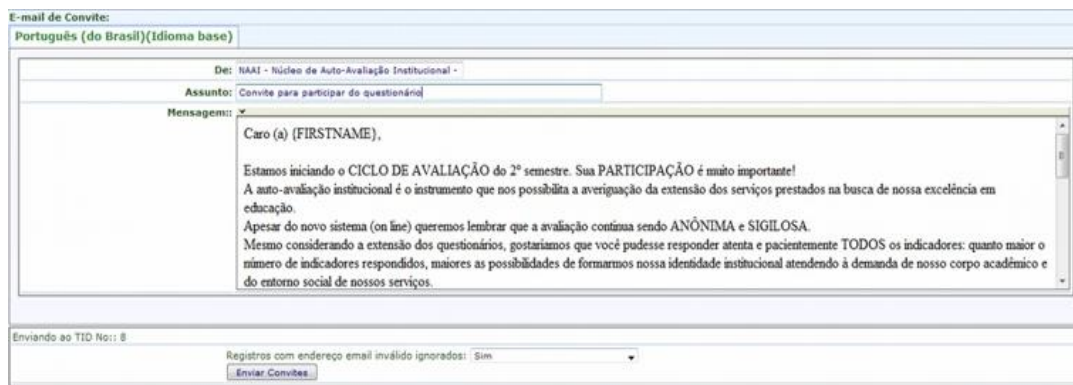 E-mail de Convite:
Português (do Brasil)(Idioma base)
De: NAAI - Núcleo de Auto-Avaliação Institucional -
Assunto: Convite para participar do questionário
Mensagem::
Caro (a) {FIRSTNAME},
Estamos iniciando o CICLO DE AVALIAÇÃO do 2º semestre. Sua PARTICIPAÇÃO é muito importante!
A auto-avaliação institucional é o instrumento que nos possibilita a averiguação da extensão dos serviços prestados na busca de nossa excelência em
educação.
Apesar do novo sistema (on line) queremos lembrar que a avaliação continua sendo ANÔNIMA e SIGILOSA.
Mesmo considerando a extensão dos questionários, gostaríamos que você pudesse responder atenta e pacientemente TODOS os indicadores: quanto maior o
número de indicadores respondidos, maiores as possibilidades de formarmos nossa identidade institucional atendendo à demanda de nosso corpo acadêmico e
do entorno social de nossos serviços.
Enviando ao TID No:: 8
Registros com endereço email inválido ignorados: Sim
Enviar Convites